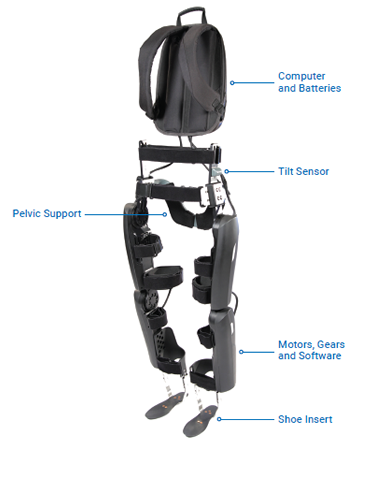 Computer
and Batteries
Tilt Sensor
Pelvic Support
Motors, Gears
and Software
Shoe Insert